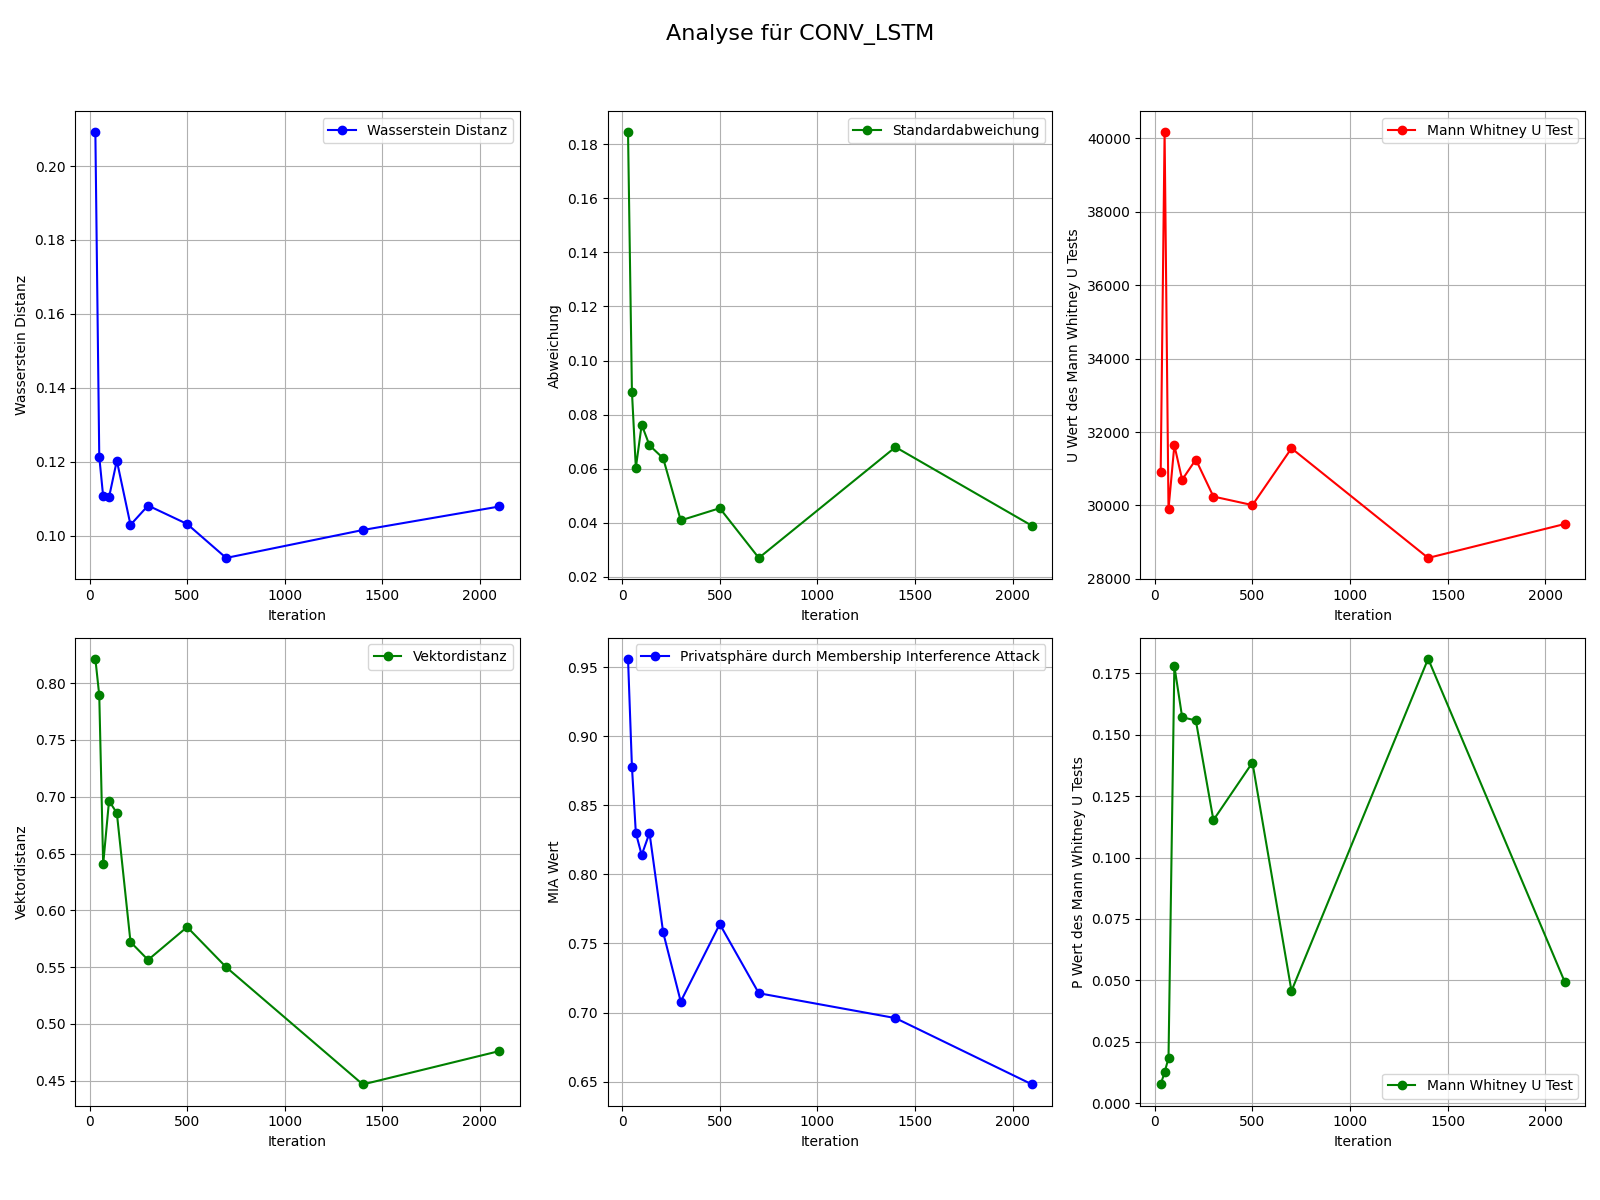 Analyse für CONV_LSTM
Wasserstein Distanz
0.20
0.18
0.16
0.14
0.12
0.10
Wasserstein Distanz
0 500 1000 1500 2000
Iteration
Standardabweichung
0.18
0.16
0.14
0.12
0.10
0.08
0.06
0.04
0.02
Abweichung
0 500 1000 1500 2000
Iteration
Mann Whitney U Test
40000
38000
36000
34000
32000
30000
28000
U Wert des Mann Whitney U Tests
0 500 1000 1500 2000
Iteration
Vektordistanz
0.80
0.75
0.70
0.65
0.60
0.55
0.50
0.45
Vektordistanz
0 500 1000 1500 2000
Iteration
Privatsphäre durch Membership Interference Attack
0.95
0.90
0.85
0.80
0.75
0.70
0.65
MIA Wert
0 500 1000 1500 2000
Iteration
0.175
0.150
0.125
0.100
0.075
0.050
0.025
0.000
P Wert des Mann Whitney U Tests
Mann Whitney U Test
0 500 1000 1500 2000
Iteration